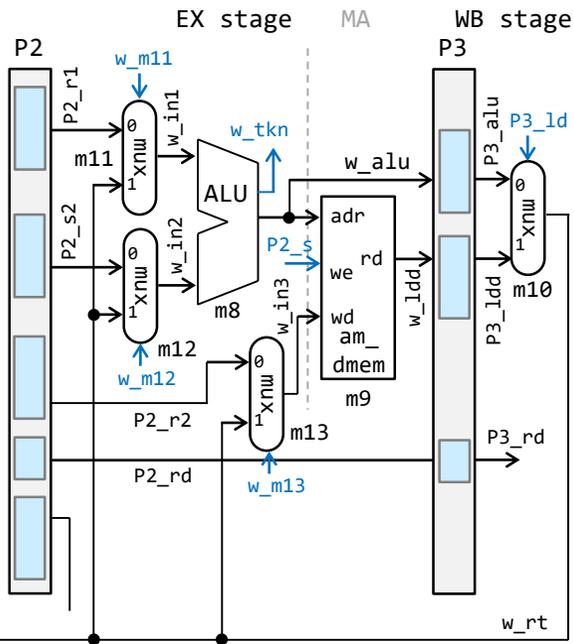 EX stage
MA
WB stage
P2
P3
w_m11
P2_r1
w_in1
w_tkn
P3_alu
P3_ld
0
mux
1
m11
ALU
w_alu
0
mux
1
m10
adr
P2_s2
w_in2
P2_s
we
rd
0
mux
1
m8
w_in3
wd
w_ldd
P3_ldd
am_
dmem
m12
w_m12
0
mux
1
m9
P2_r2
m13
P3_rd
P2_rd
w_m13
w_rt